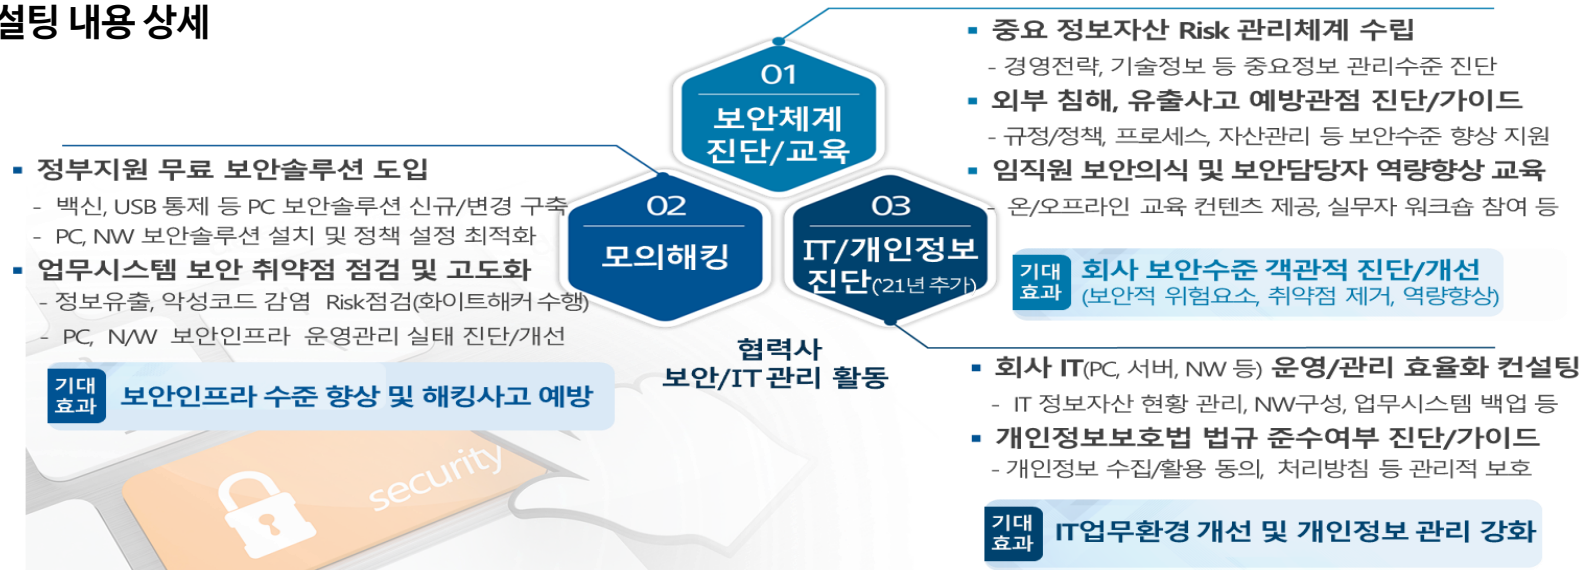 설팅 내용 상세
01
보안체계
진단/교육
▪ 중요 정보자산 Risk 관리체계 수립
- 경영전략, 기술정보 등 중요정보 관리수준 진단
▪ 외부 침해, 유출사고 예방관점 진단/가이드
- 규정/정책, 프로세스, 자산관리 등 보안수준 향상 지원
▪ 임직원 보안의식 및 보안담당자 역량향상 교육
- 온/오프라인 교육 컨텐츠 제공, 실무자 워크숍 참여 등
기대
효과
회사 보안수준 객관적 진단/개선
(보안적 위험요소, 취약점 제거, 역량향상)
▪ 정부지원 무료 보안솔루션 도입
- 백신, USB 통제 등 PC 보안솔루션 신규/변경 구축
- PC, NW 보안솔루션 설치 및 정책 설정 최적화
▪ 업무시스템 보안 취약점 점검 및 고도화
- 정보유출, 악성코드 감염 Risk점검(화이트해커 수행)
- PC, N/W 보안인프라 운영관리 실태 진단/개선
기대
효과
보안인프라 수준 향상 및 해킹사고 예방
02
모의해킹
03
IT/개인정보
진단('21년 추가)
협력사
보안/IT 관리 활동
▪ 회사 IT(PC, 서버, NW 등) 운영/관리 효율화 컨설팅
- IT 정보자산 현황 관리, NW구성, 업무시스템 백업 등
▪ 개인정보보호법 법규 준수여부 진단/가이드
- 개인정보 수집/활용 동의, 처리방침 등 관리적 보호
기대
효과
IT업무환경 개선 및 개인정보 관리 강화
security